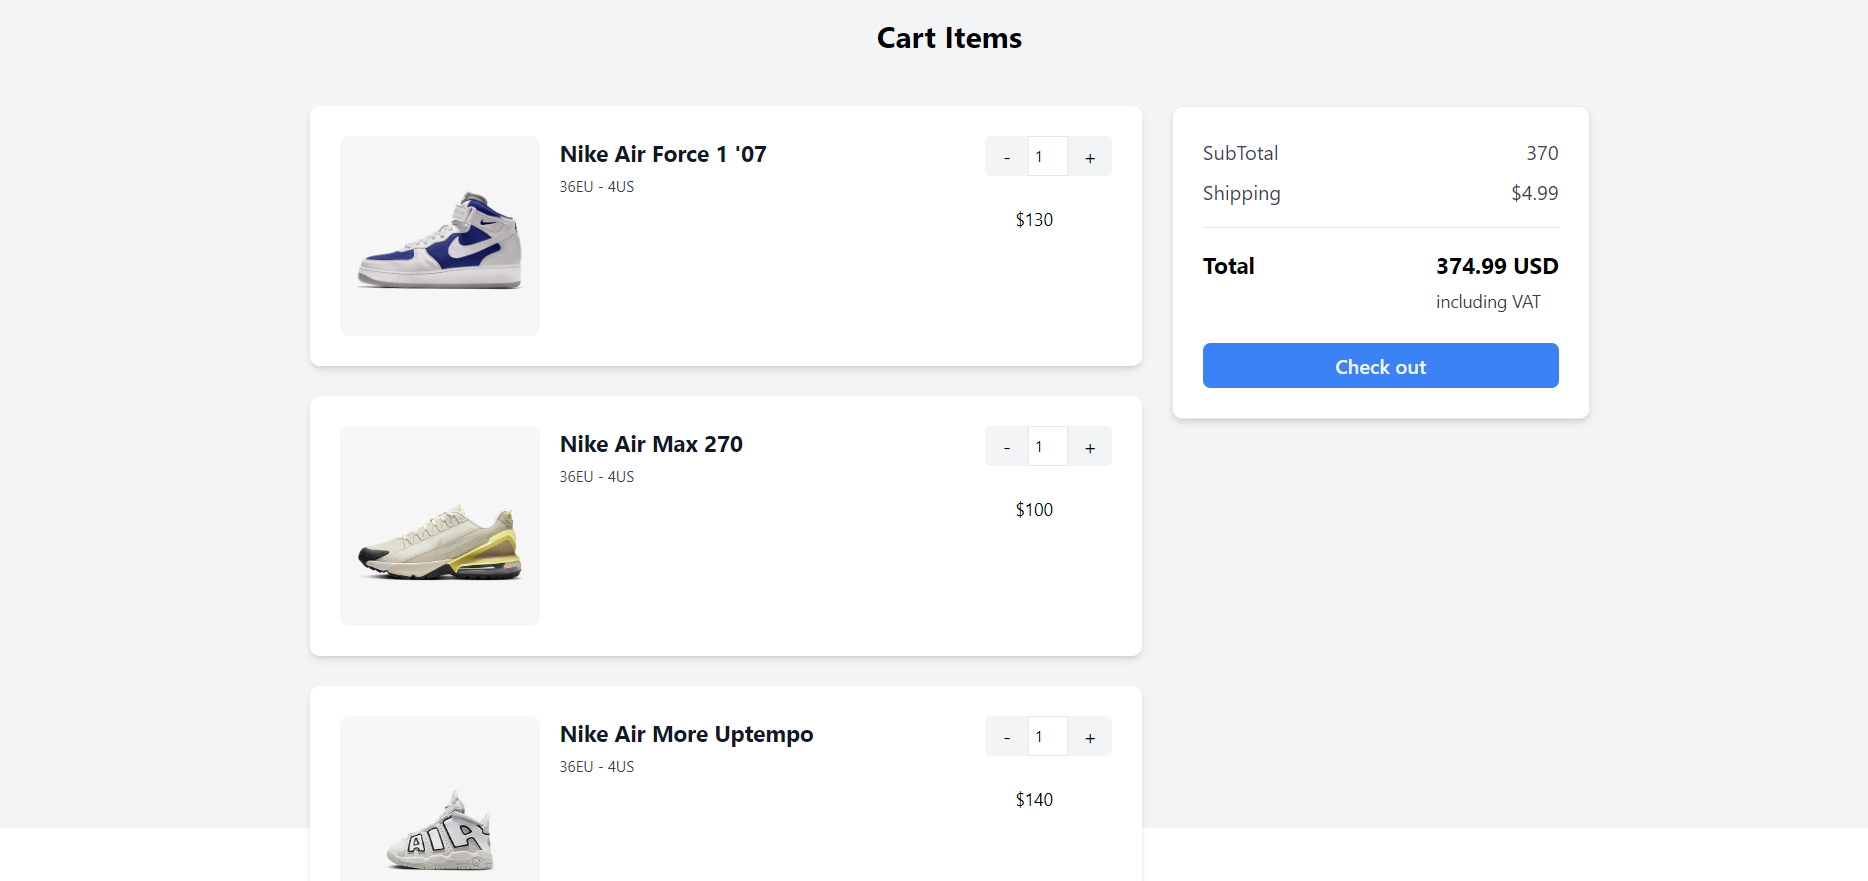 Cart Items
Nike Air Force 1 '07
36EU - 4US
- 1 +
$130
Nike Air Max 270
36EU - 4US
- 1 +
$100
Nike Air More Uptempo
36EU - 4US
- 1 +
$140
AIR
SubTotal 370
Shipping $4.99
Total 374.99 USD
including VAT
Check out